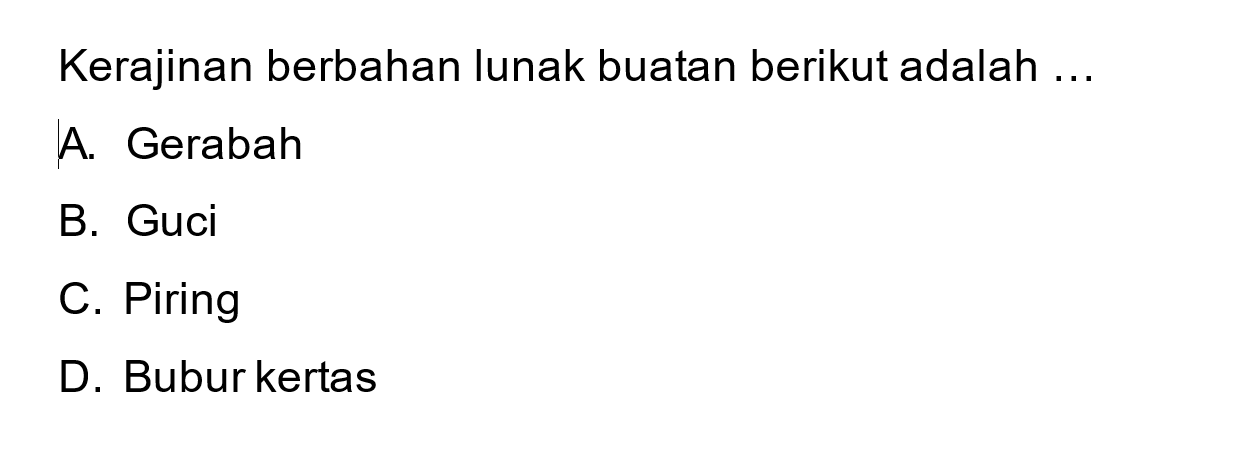 Kerajinan berbahan lunak buatan berikut adalah ...
A. Gerabah
B. Guci
C. Piring
D. Bubur kertas